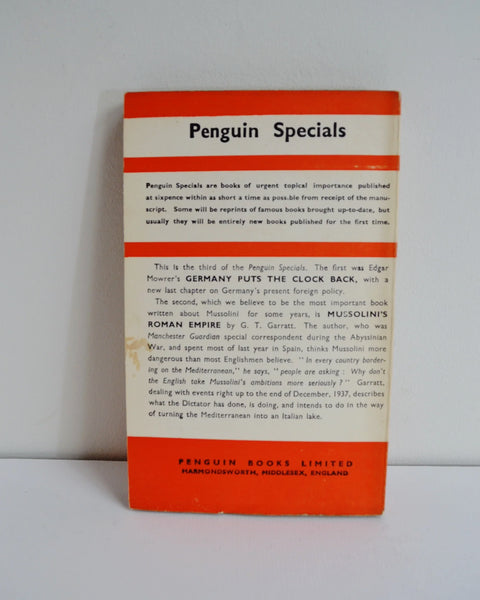 Penguin Specials
Penguin Specials are books of urgent topical importance published
at sixpence within as short a time as poss.ble from receipt of the manu-
script. Some will be reprints of famous books brought up-to-date, but
usually they will be entirely new books published for the first time.
This is the third of the Penguin Specials. The first was Edgar
Mowrer's GERMANY PUTS THE CLOCK BACK, with a
new last chapter on Germany's present foreign policy.
The second, which we believe to be the most important book
written about Mussolini for some years, is MUSSOLINI'S
ROMAN EMPIRE by G. T. Garratt. The author, who was
Manchester Guardian special correspondent during the Abyssinian
War, and spent most of last year in Spain, thinks Mussolini more
dangerous than most Englishmen believe. "In every country border-
ing on the Mediterranean," he says, "people are asking : Why don't
the English take Mussolini's ambitions more seriously ?" Garratt,
dealing with events right up to the end of December, 1937, describes
what the Dictator has done, is doing, and intends to do in the way
of turning the Mediterranean into an Italian lake.
PENGUIN BOOKS LIMITED
HARMONDSWORTH, MIDDLESEX, ENGLAND